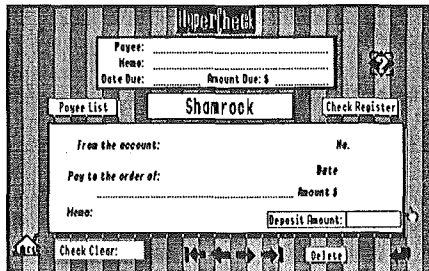 HyperCheck
Payee:
Memo:
Date Due: Amount Due: $
Payee List Shamrock Check Register
From the account: No.
Date
Pay to the order of:
Amount $
Memo:
Deposit Amount:
Check Clear: Delete